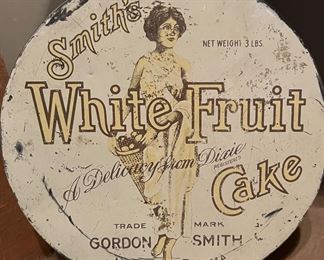 Smith's
NET WEIGHT 3 LBS.
White Fruit
A Delicacy from Dixie
REGISTERED
Cake
TRADE MARK
GORDON SMITH